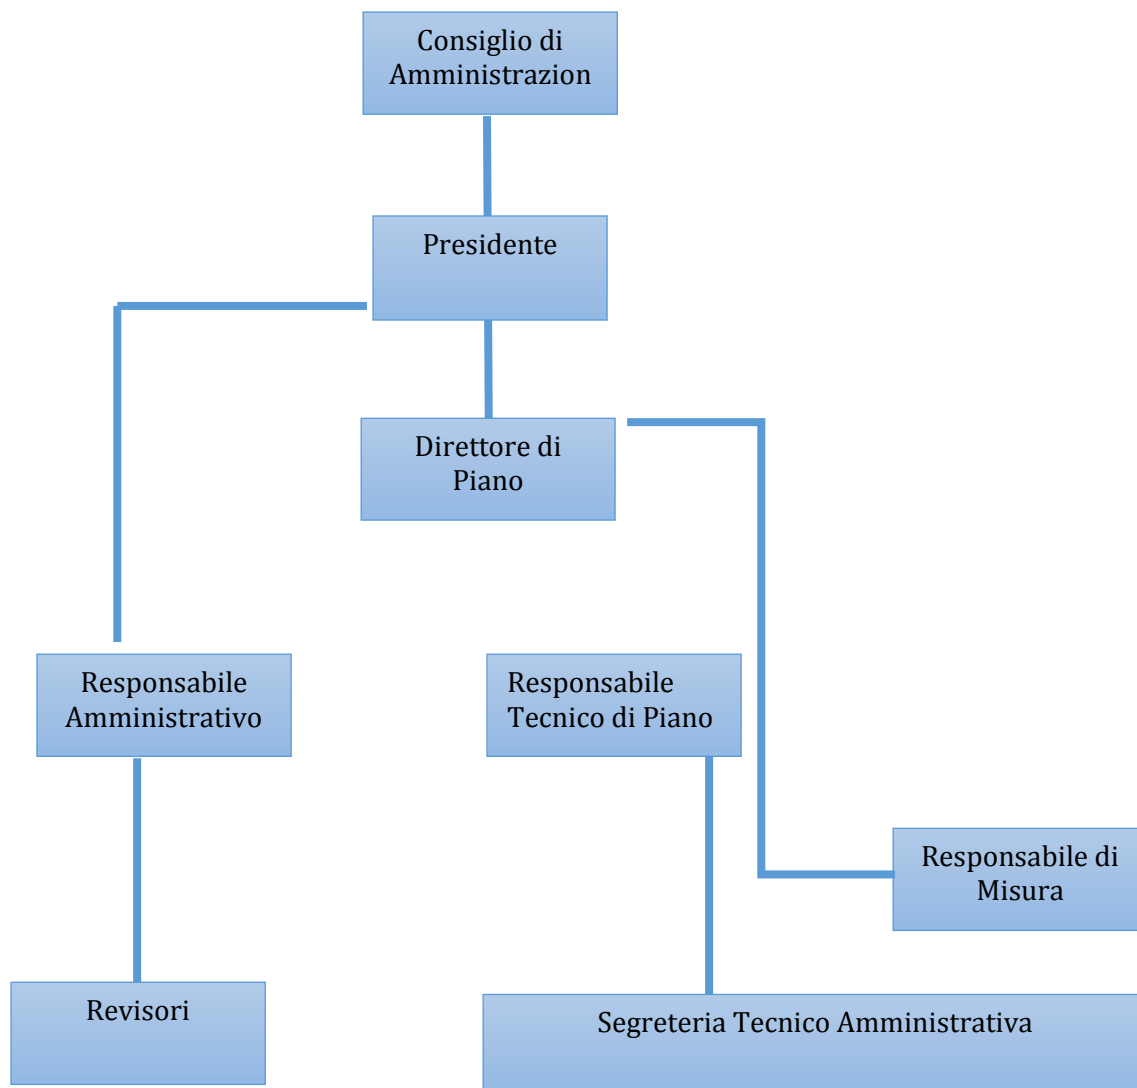 Consiglio di
Amministrazion
Presidente
Direttore di
Piano
Responsabile
Amministrativo
Responsabile
Tecnico di Piano
Responsabile di
Misura
Revisori
Segreteria Tecnico Amministrativa